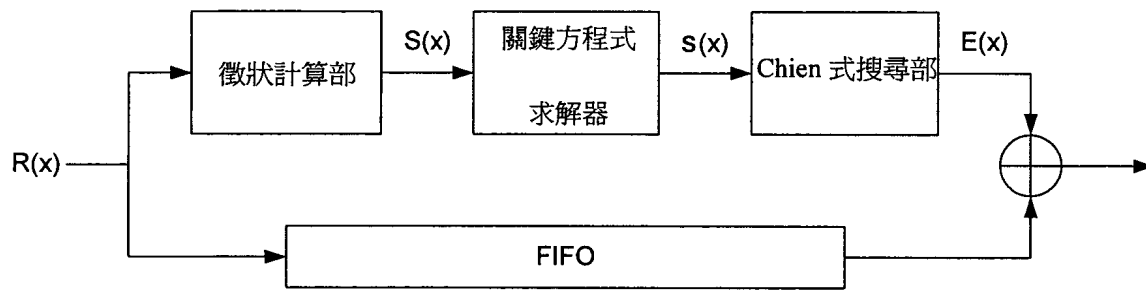 S(x)
關鍵方程式
求解器
s(x)
E(x)
徵狀計算部
Chien 式搜尋部
R(x)
FIFO